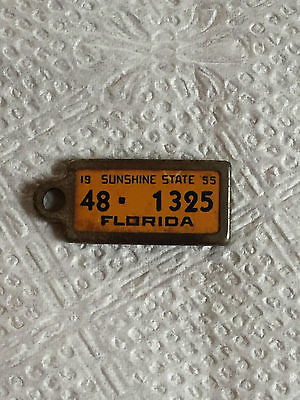 19 SUNSHINE STATE '55
48 · 1325
FLORIDA